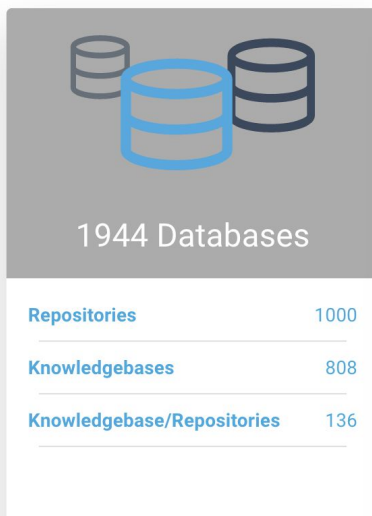 1944 Databases
Repositories 1000
Knowledgebases 808
Knowledgebase/Repositories 136